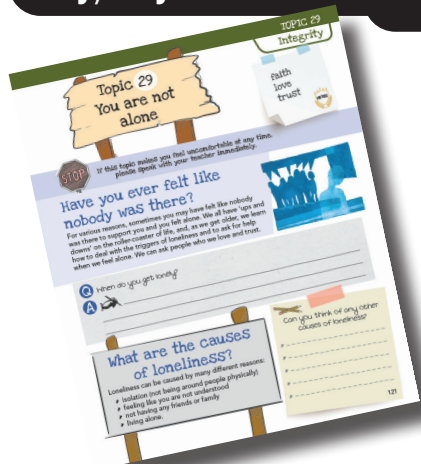 TOPIC 29
Integrity
Topic 29
You are not
alone
faith
love
trust
STOP
If this topic makes you feel uncomfortable at any time,
please speak with your teacher immediately.
Have you ever felt like
nobody was there?
For various reasons, sometimes you may have felt like nobody
was there to support you and you felt alone. We all have 'ups and
downs' on the roller-coaster of life, and, as we get older, we learn
how to deal with the triggers of loneliness and to ask for help
when we feel alone. We can ask people who we love and trust.
Q When do you get lonely?
A
What are the causes
of loneliness?
Loneliness can be caused by many different reasons:
isolation (not being around people physically)
feeling like you are not understood
not having any friends or family
living alone.
Can you think of any other
causes of loneliness?
121